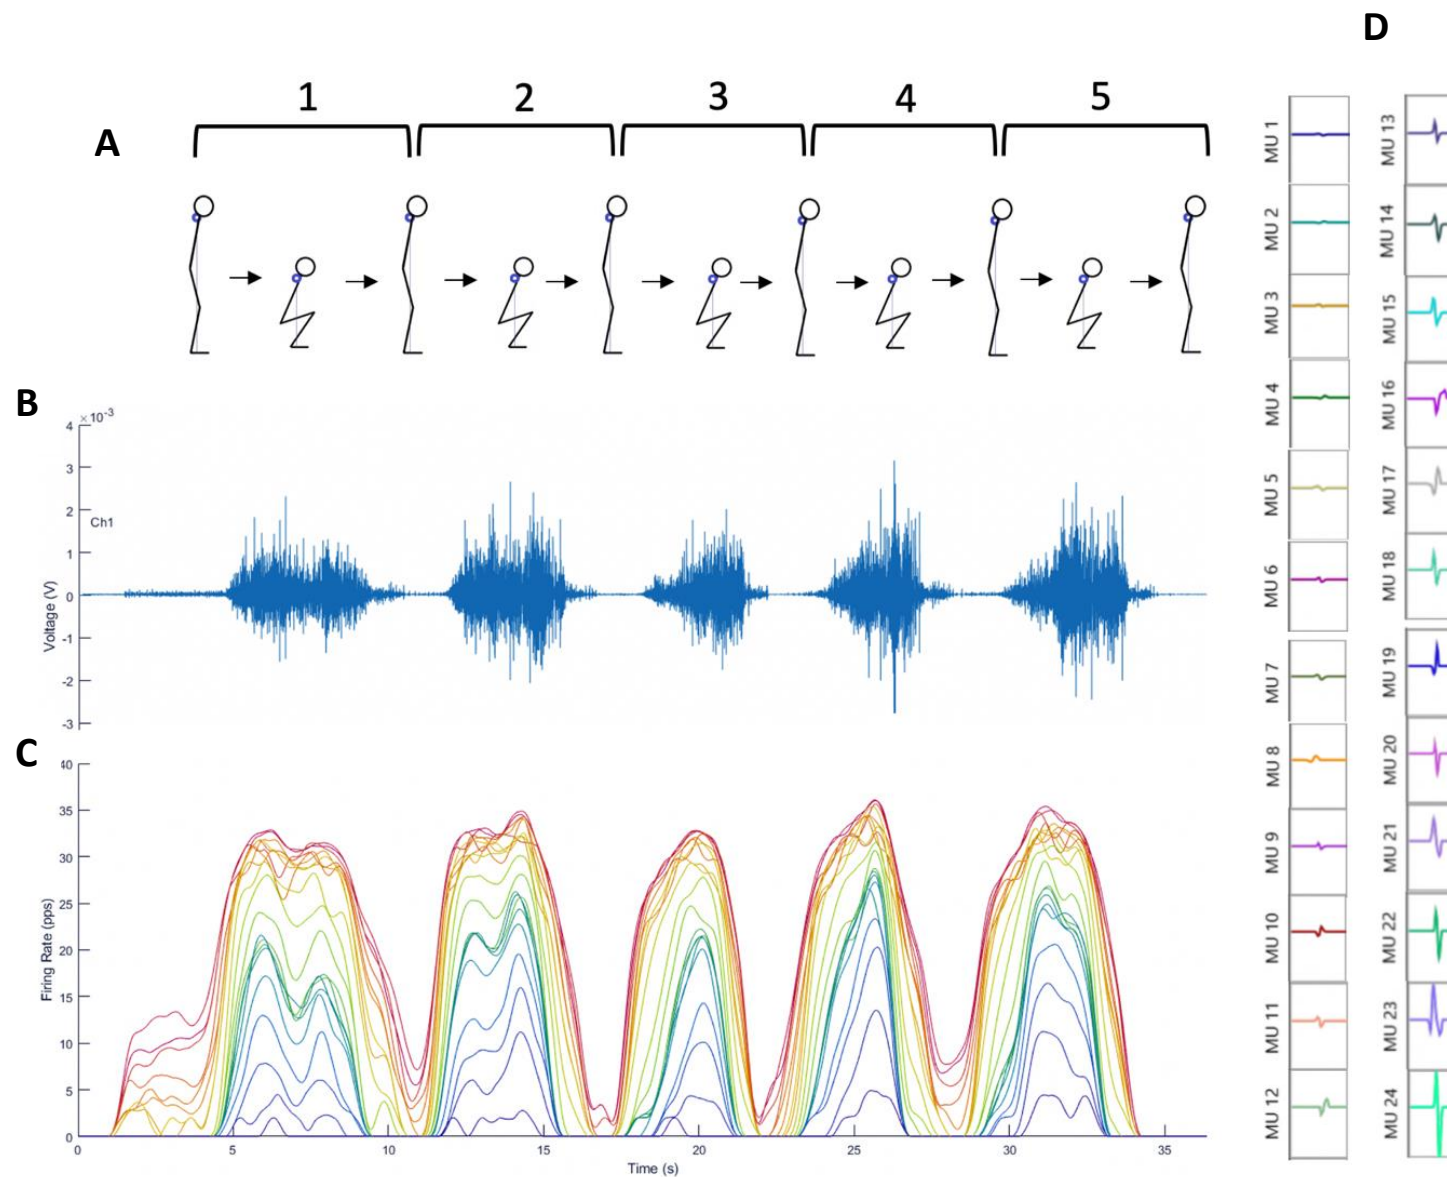 D
1 2 3 4 5
A
B
×10⁻³
4
3
2
Ch1
1
0
-1
-2
-3
Voltage (V)
C
40
35
30
25
20
15
10
5
0
Firing Rate (pps)
0 5 10 15 20 25 30 35
Time (s)
MU 1
MU 2
MU 3
MU 4
MU 5
MU 6
MU 7
MU 8
MU 9
MU 10
MU 11
MU 12
MU 13
MU 14
MU 15
MU 16
MU 17
MU 18
MU 19
MU 20
MU 21
MU 22
MU 23
MU 24